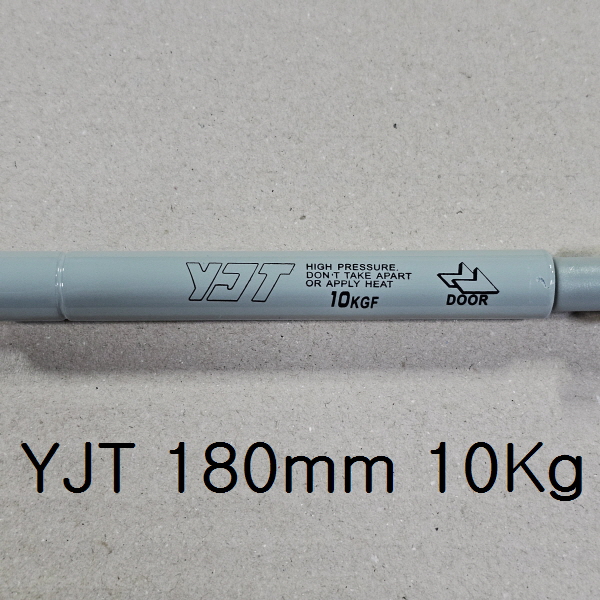 YJT
HIGH PRESSURE.
DON'T TAKE APART
OR APPLY HEAT
10KGF
DOOR
YJT 180mm 10Kg